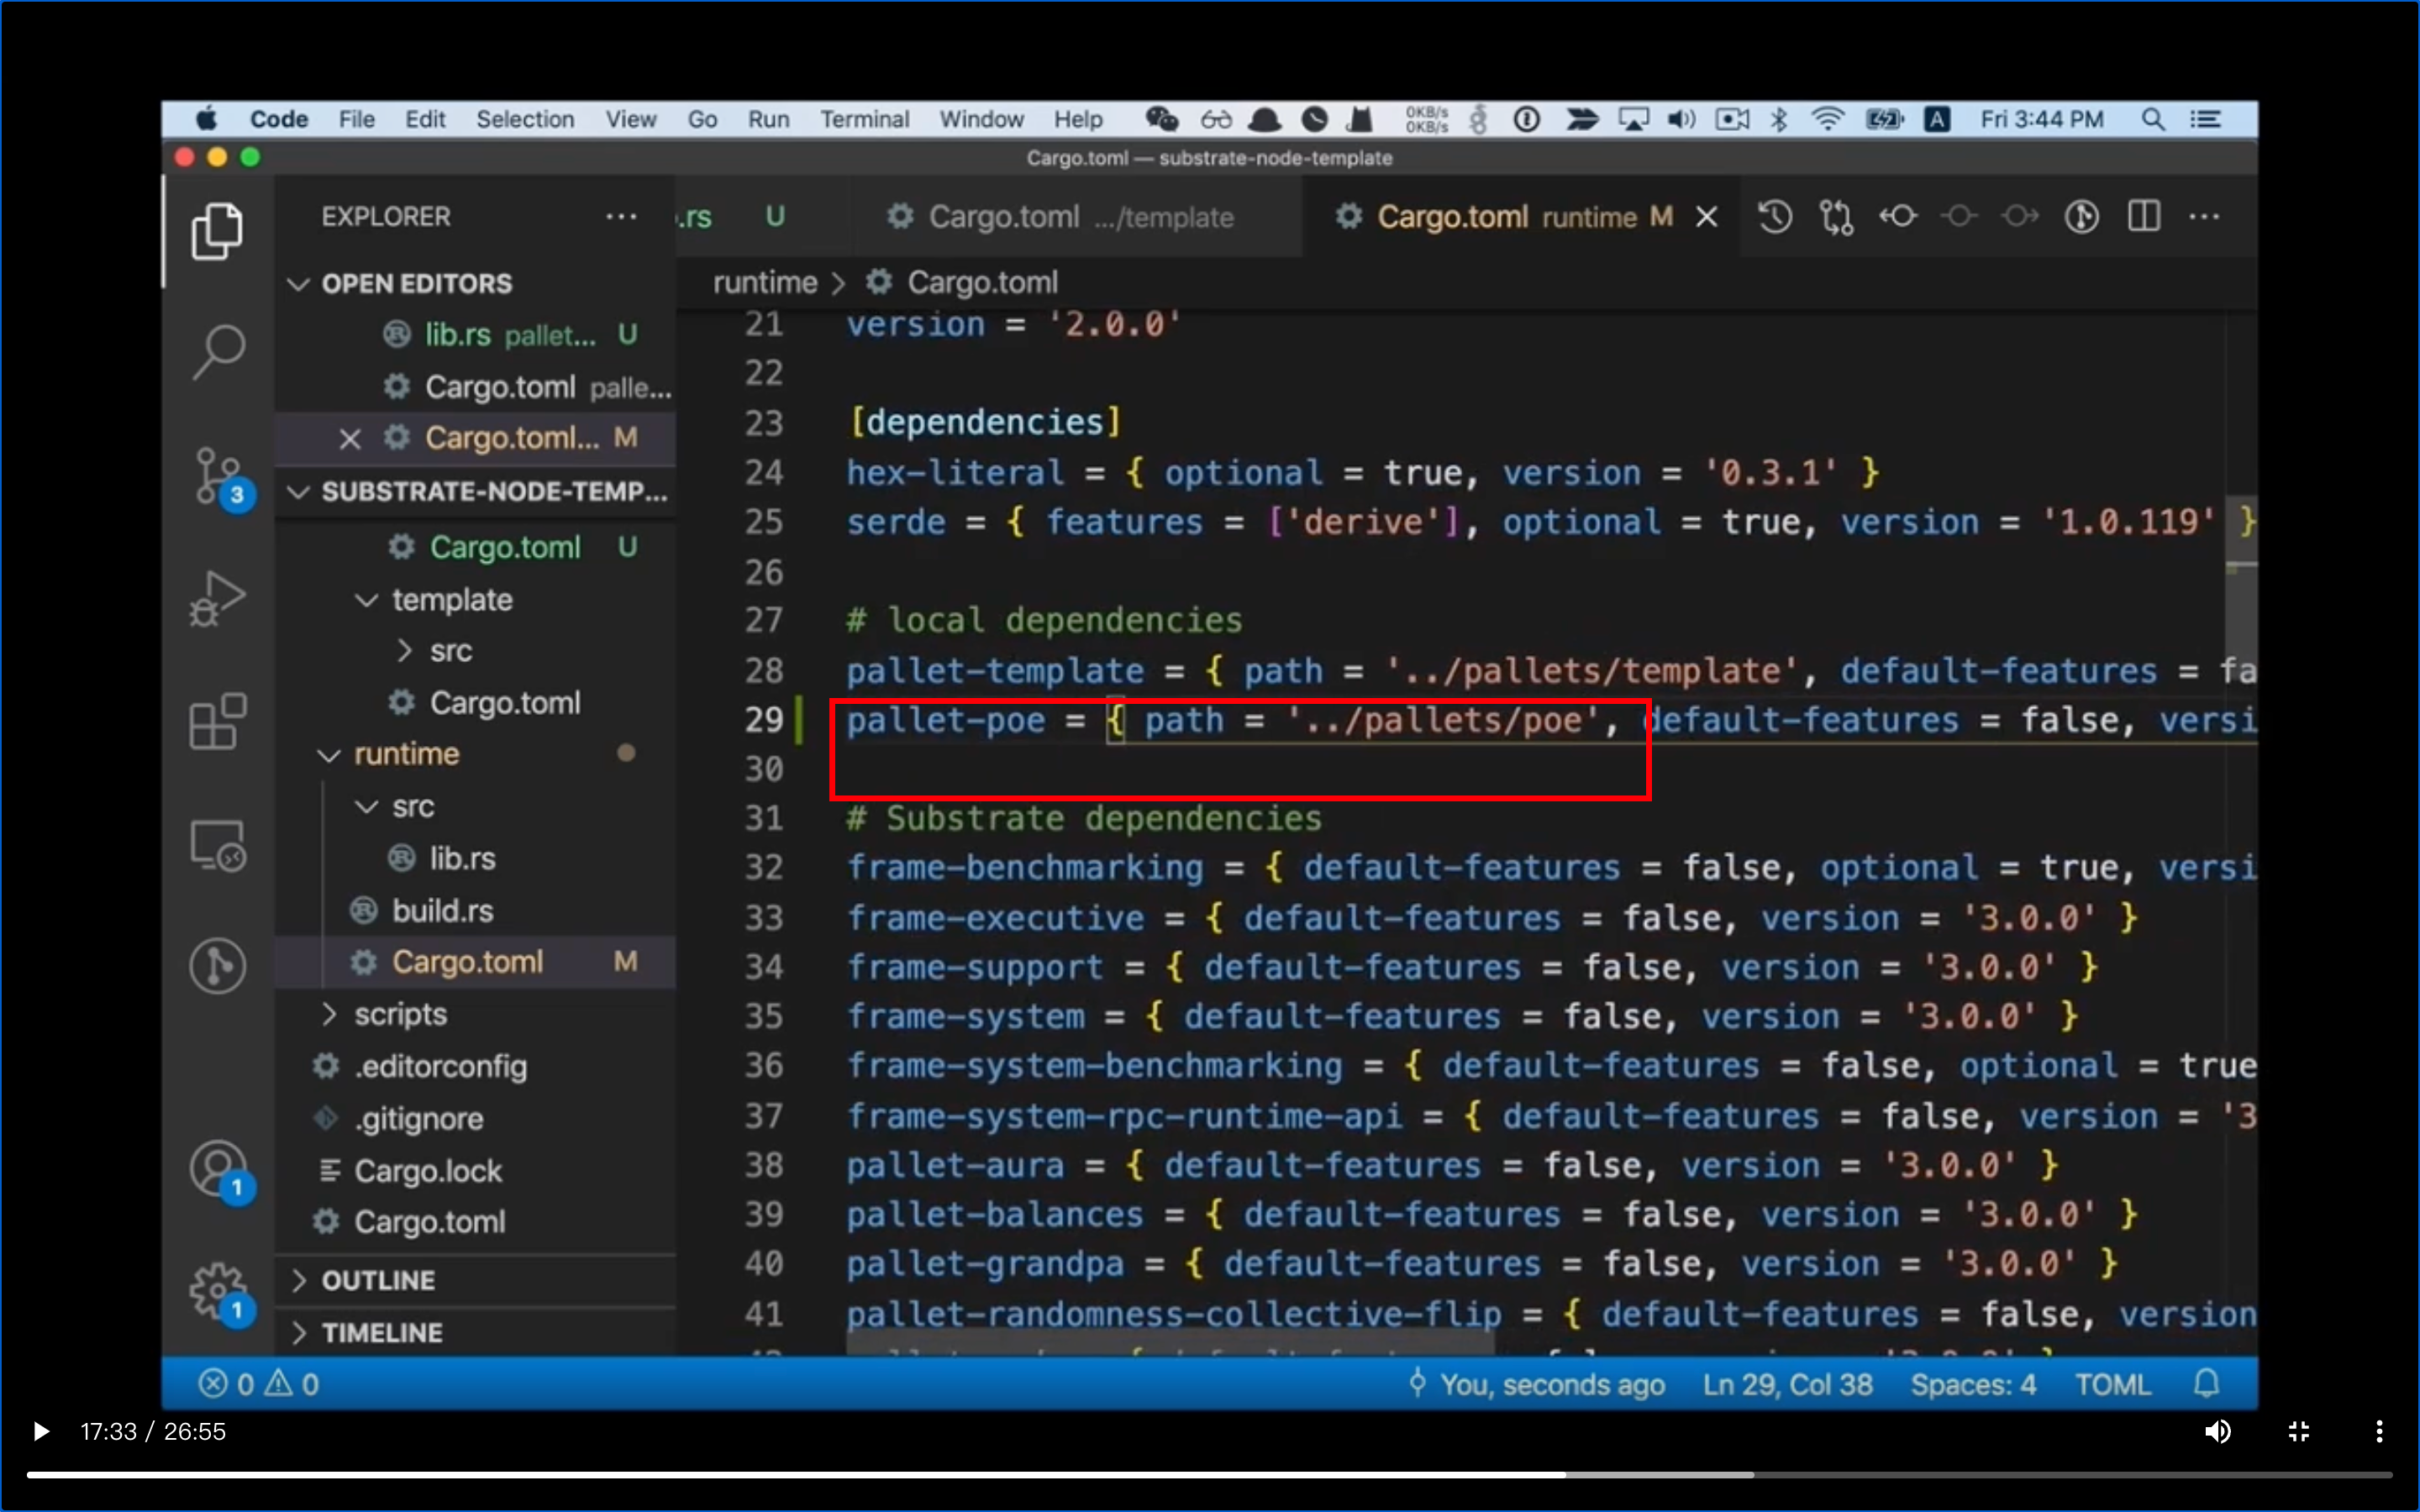 Code File Edit Selection View Go Run Terminal Window Help 0KB/s 0KB/s A Fri 3:44 PM
Cargo.toml — substrate-node-template
EXPLORER
.rs U Cargo.toml .../template Cargo.toml runtime M
OPEN EDITORS
lib.rs pallet... U
Cargo.toml palle...
Cargo.toml... M
SUBSTRATE-NODE-TEMP...
Cargo.toml U
template
src
Cargo.toml
runtime
src
lib.rs
build.rs
Cargo.toml M
scripts
.editorconfig
.gitignore
Cargo.lock
Cargo.toml
OUTLINE
TIMELINE
3
1
1
runtime > Cargo.toml
21 version = '2.0.0'
22
23 [dependencies]
24 hex-literal = { optional = true, version = '0.3.1' }
25 serde = { features = ['derive'], optional = true, version = '1.0.119' }
26
27 # local dependencies
28 pallet-template = { path = '../pallets/template', default-features = fa
29 pallet-poe = { path = '../pallets/poe', default-features = false, versi
30
31 # Substrate dependencies
32 frame-benchmarking = { default-features = false, optional = true, versi
33 frame-executive = { default-features = false, version = '3.0.0' }
34 frame-support = { default-features = false, version = '3.0.0' }
35 frame-system = { default-features = false, version = '3.0.0' }
36 frame-system-benchmarking = { default-features = false, optional = true
37 frame-system-rpc-runtime-api = { default-features = false, version = '3
38 pallet-aura = { default-features = false, version = '3.0.0' }
39 pallet-balances = { default-features = false, version = '3.0.0' }
40 pallet-grandpa = { default-features = false, version = '3.0.0' }
41 pallet-randomness-collective-flip = { default-features = false, version
0 0 You, seconds ago Ln 29, Col 38 Spaces: 4 TOML
17:33 / 26:55